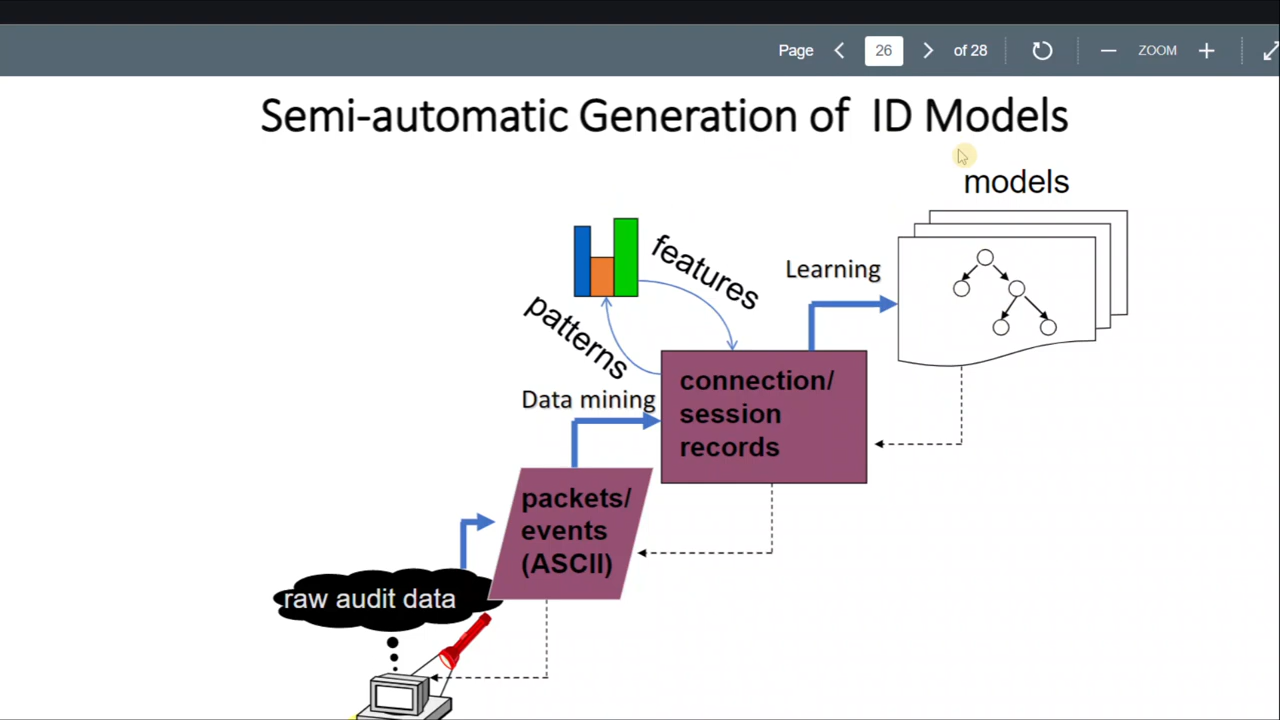 Page 26 of 28 ZOOM
Semi-automatic Generation of ID Models
models
features
Learning
patterns
Data mining
connection/
session
records
packets/
events
(ASCII)
raw audit data